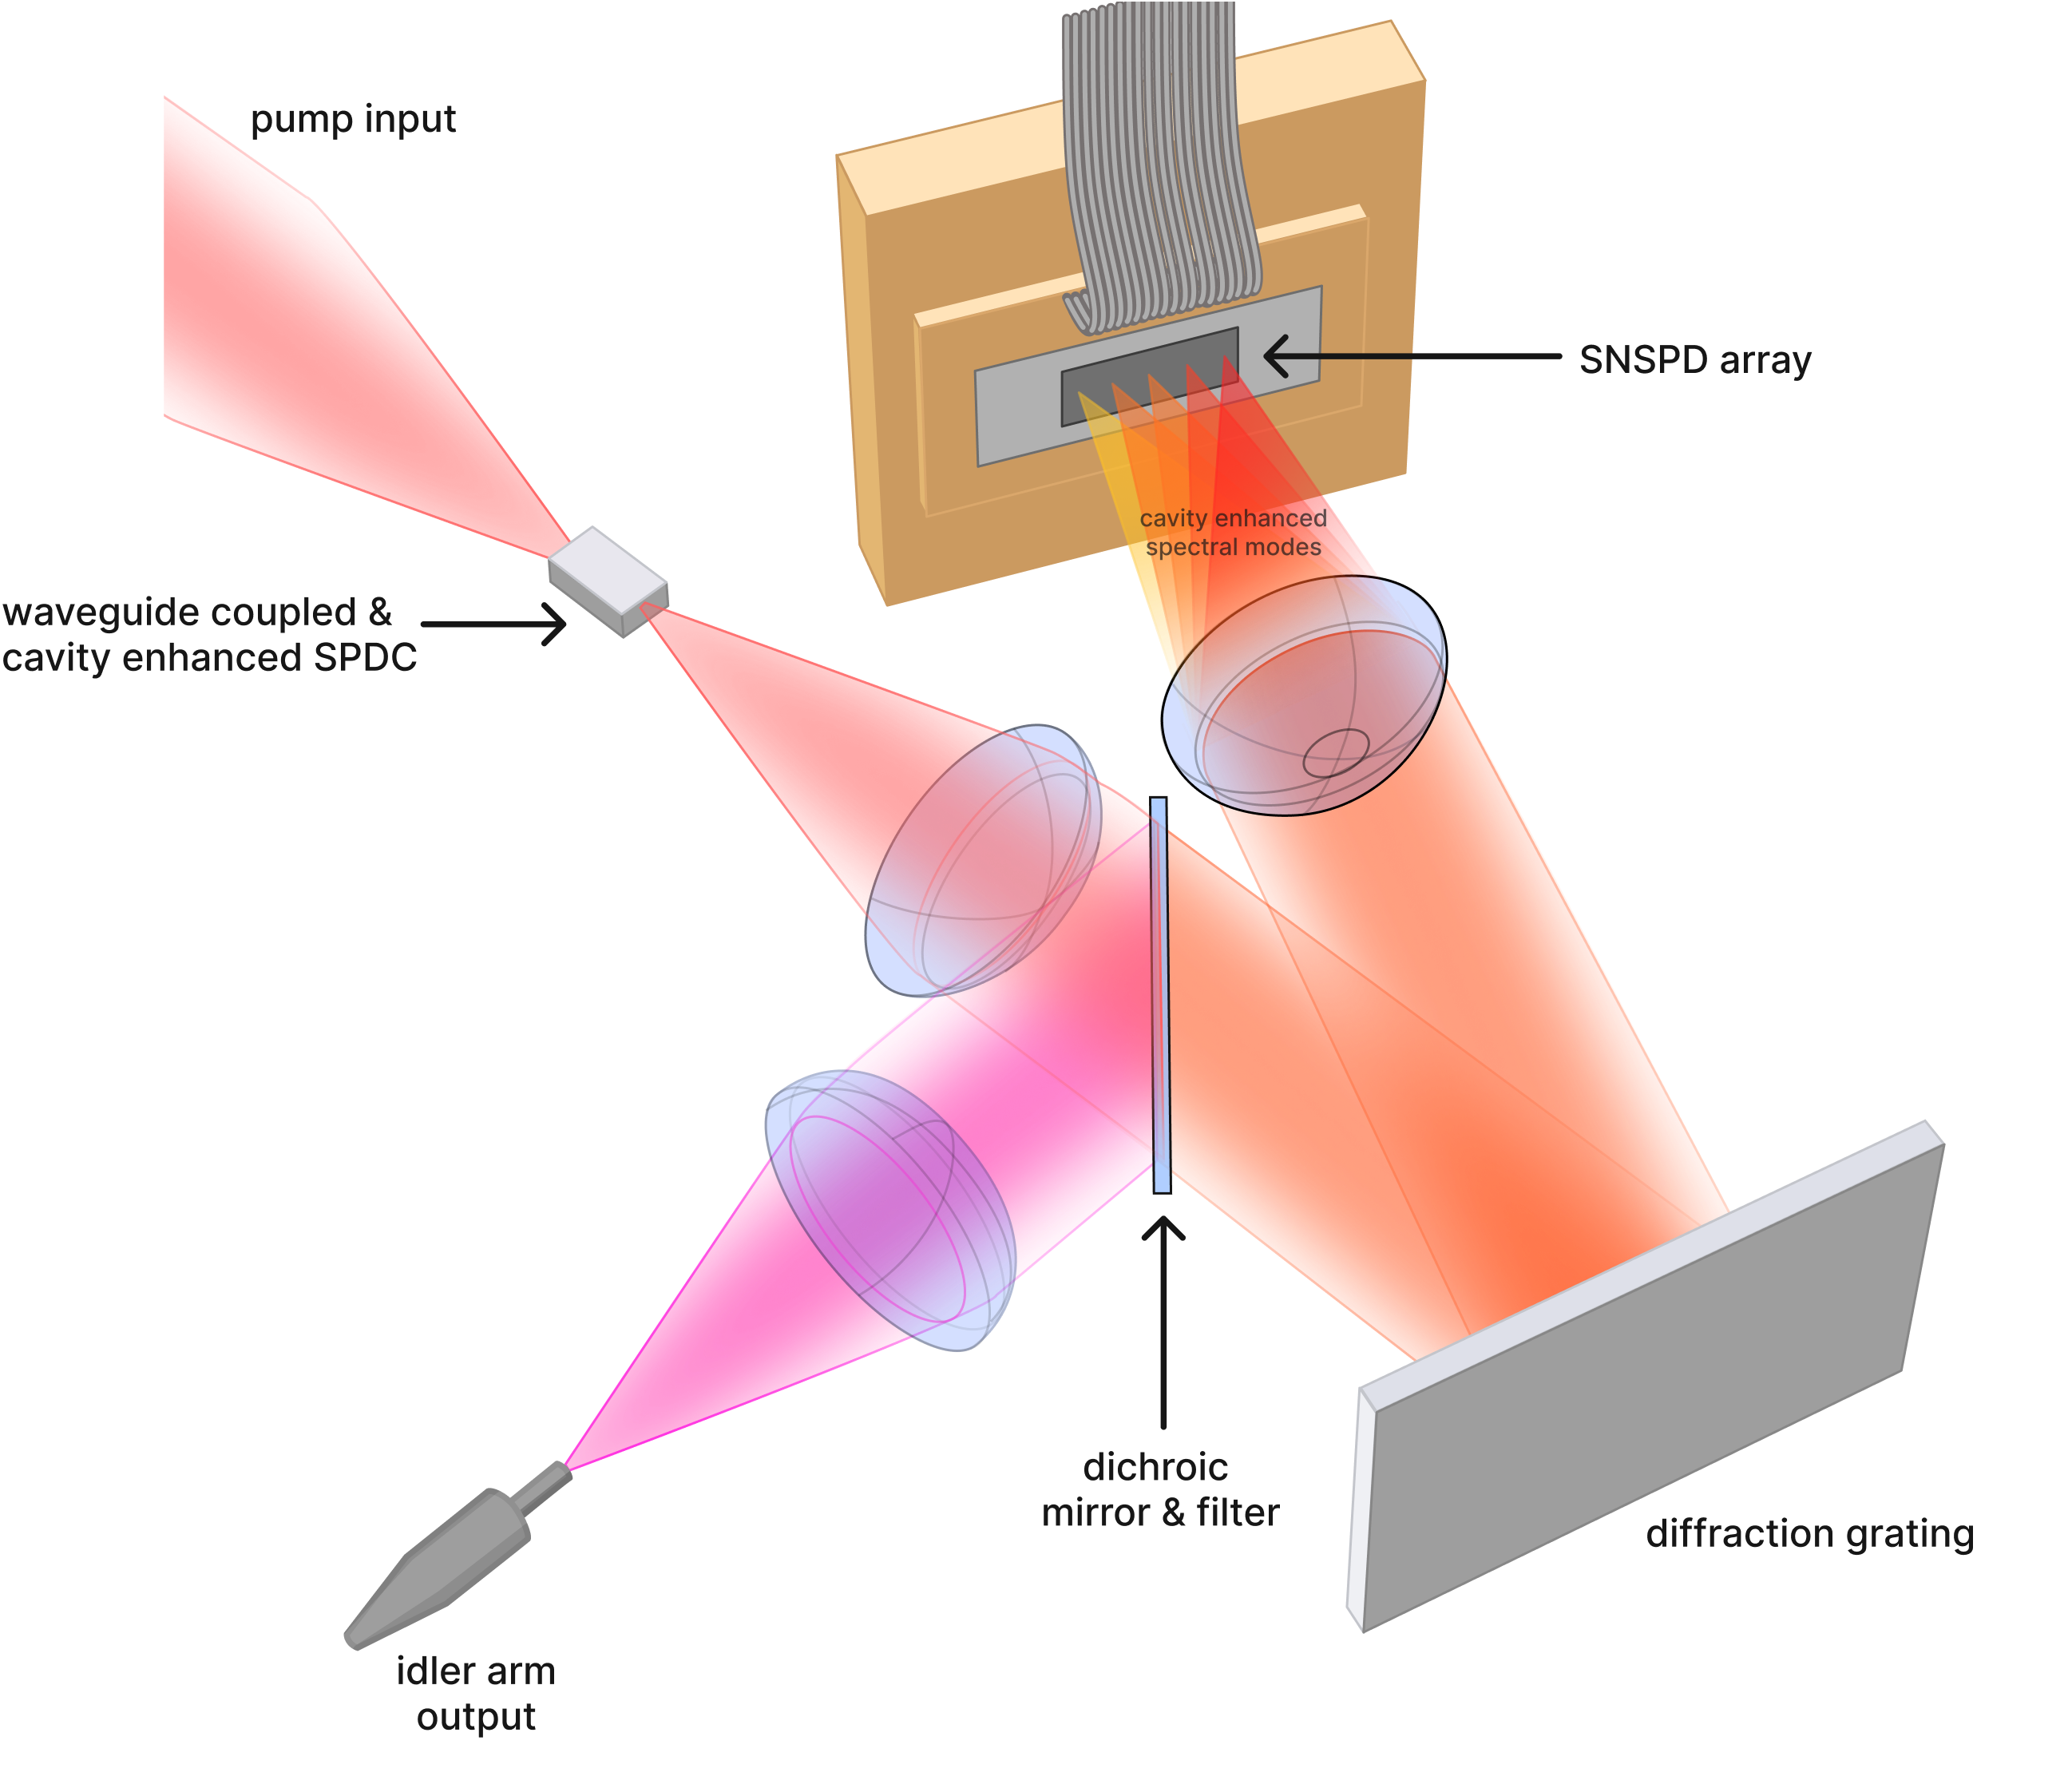 pump input
SNSPD array
cavity enhanced
spectral modes
waveguide coupled &
cavity enhanced SPDC
dichroic
mirror & filter
diffraction grating
idler arm
output